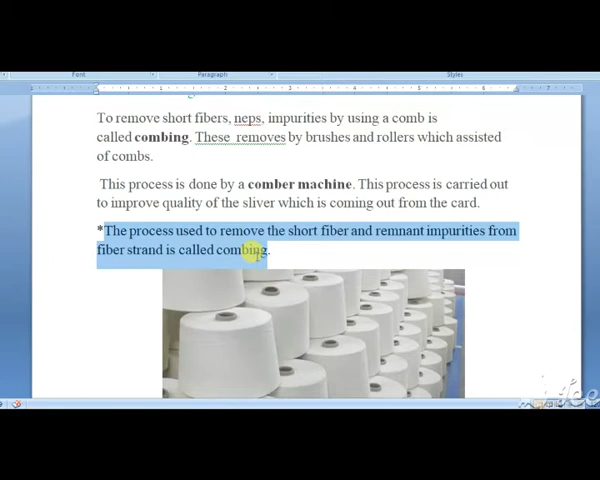 Font
Paragraph
Styles
To remove short fibers, neps, impurities by using a comb is
called combing. These removes by brushes and rollers which assisted
of combs.
This process is done by a comber machine. This process is carried out
to improve quality of the sliver which is coming out from the card.
*The process used to remove the short fiber and remnant impurities from
fiber strand is called combing.